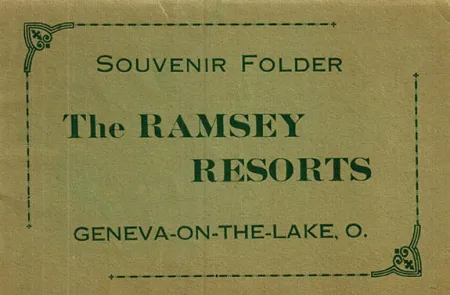 SOUVENIR FOLDER
The RAMSEY
RESORTS
GENEVA-ON-THE-LAKE, O.